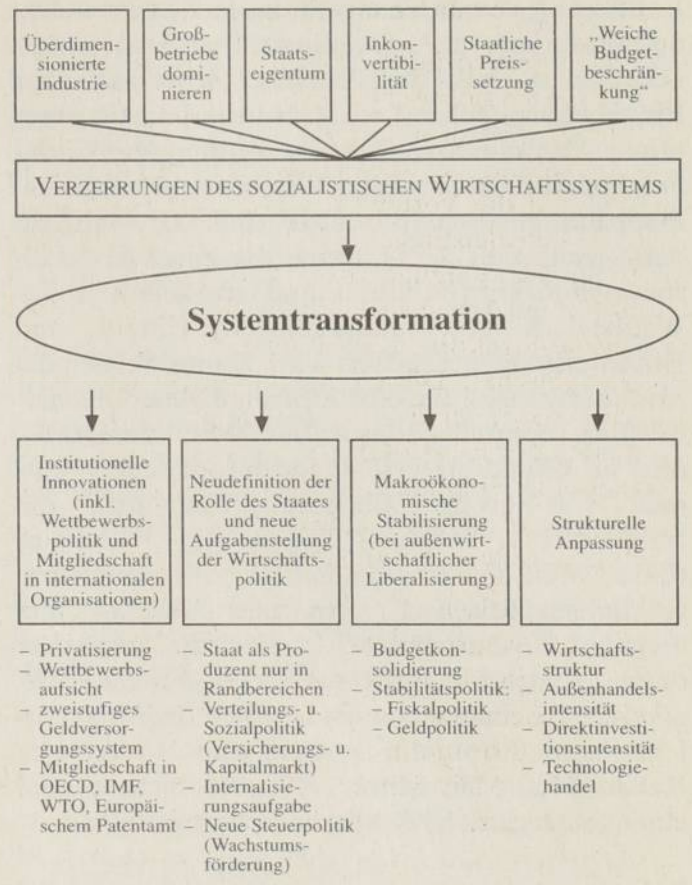 Überdimen-
sionierte
Industrie
Groß-
betriebe
domi-
nieren
Staats-
eigentum
Inkon-
vertibi-
lität
Staatliche
Preis-
setzung
„Weiche
Budget-
beschrän-
kung“
VERZERRUNGEN DES SOZIALISTISCHEN WIRTSCHAFTSSYSTEMS
Systemtransformation
Institutionelle
Innovationen
(inkl.
Wettbewerbs-
politik und
Mitgliedschaft
in internationalen
Organisationen)
Neudefinition der
Rolle des Staates
und neue
Aufgabenstellung
der Wirtschafts-
politik
Makroökono-
mische
Stabilisierung
(bei außenwirt-
schaftlicher
Liberalisierung)
Strukturelle
Anpassung
– Privatisierung
– Wettbewerbs-
aufsicht
– zweistufiges
Geldversor-
gungssystem
– Mitgliedschaft in
OECD, IMF,
WTO, Europäi-
schem Patentamt
– Staat als Pro-
duzent nur in
Randbereichen
– Verteilungs- u.
Sozialpolitik
(Versicherungs- u.
Kapitalmarkt)
– Internalisie-
rungsaufgabe
– Neue Steuerpolitik
(Wachstums-
förderung)
– Budgetkon-
solidierung
– Stabilitätspolitik:
– Fiskalpolitik
– Geldpolitik
– Wirtschafts-
struktur
– Außenhandels-
intensität
– Direktinvesti-
tionsintensität
– Technologie-
handel